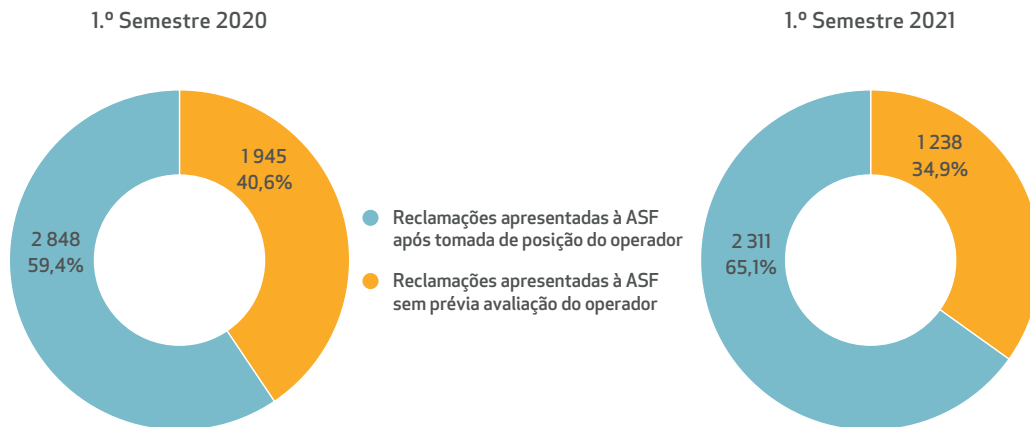 1.º Semestre 2020
1 945
40,6%
2 848
59,4%
Reclamações apresentadas à ASF
após tomada de posição do operador
Reclamações apresentadas à ASF
sem prévia avaliação do operador
1.º Semestre 2021
1 238
34,9%
2 311
65,1%